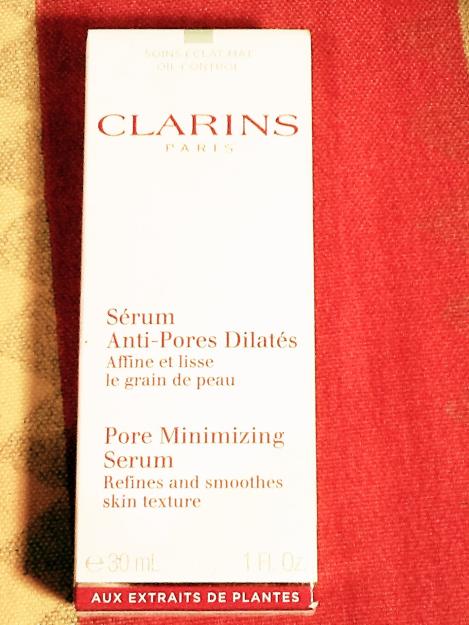 SOINS ÉCLAT MAT
OIL-CONTROL
CLARINS
PARIS
Sérum
Anti-Pores Dilatés
Affine et lisse
le grain de peau
Pore Minimizing
Serum
Refines and smoothes
skin texture
℮ 30 mL 1 Fl. Oz.
AUX EXTRAITS DE PLANTES